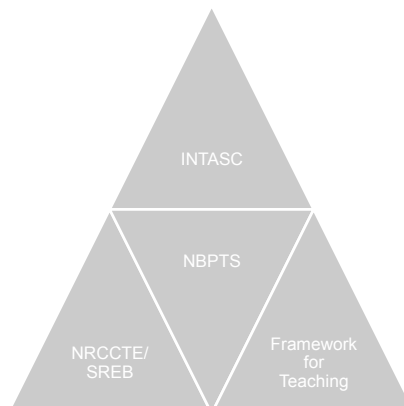 INTASC
NBPTS
NRCCTE/
SREB
Framework
for
Teaching